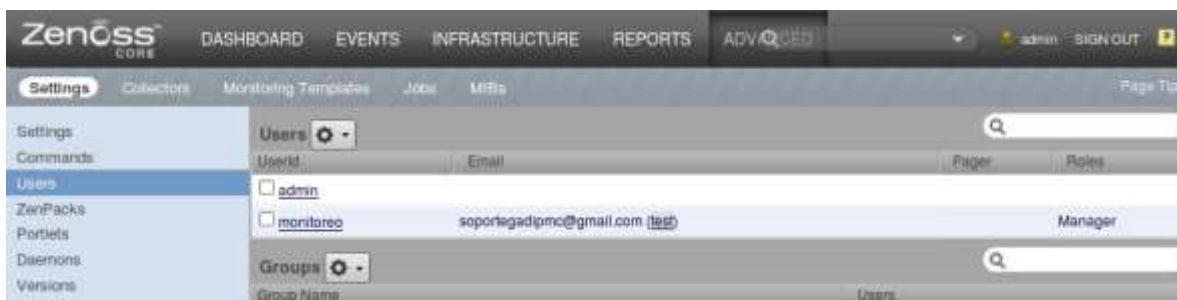 Zenoss CORE DASHBOARD EVENTS INFRASTRUCTURE REPORTS ADVANCED admin SIGN OUT ?
Settings Collectors Monitoring Templates Jobs MIBs Page Tip
Settings
Commands
Users
ZenPacks
Portlets
Daemons
Versions
Users
UserId Email Pager Roles
admin
monitoreo soportegadipmc@gmail.com (test) Manager
Groups
Group Name Users